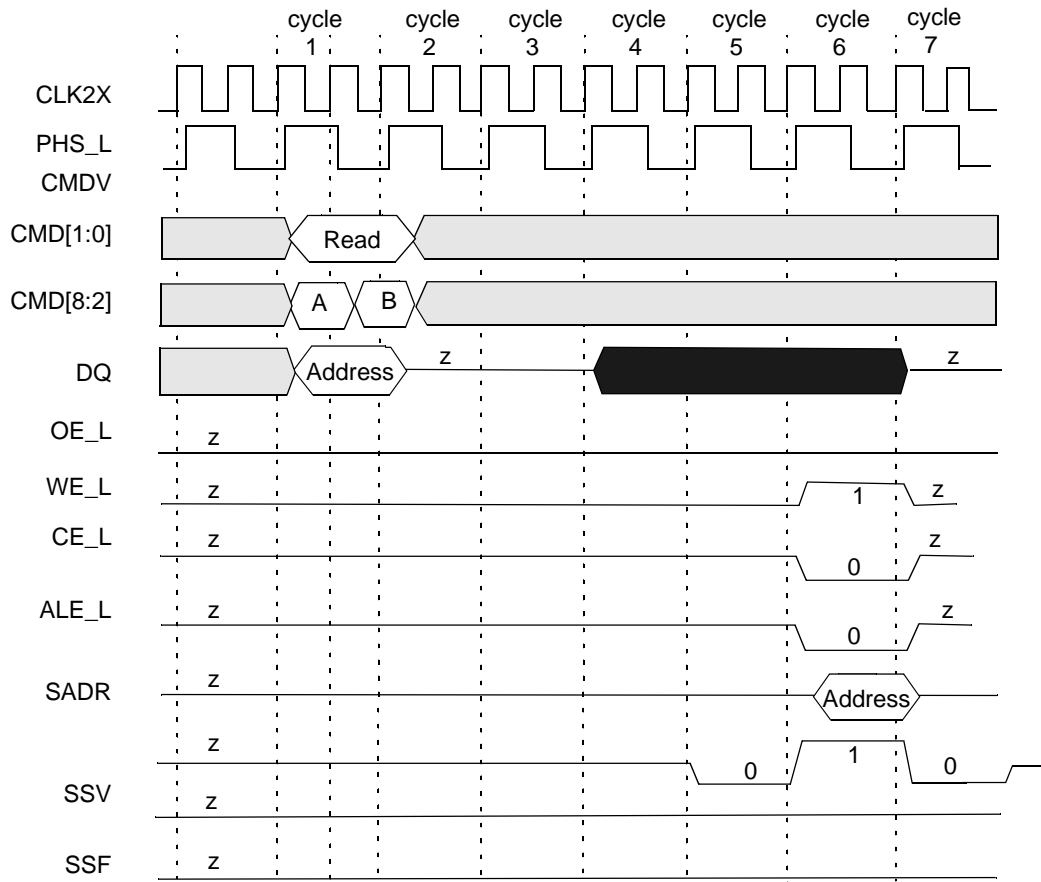 cycle cycle cycle cycle cycle cycle cycle
1 2 3 4 5 6 7
CLK2X
PHS_L
CMDV
CMD[1:0] Read
CMD[8:2] A B
DQ Address z z
OE_L z
WE_L z 1 z
CE_L z 0 z
ALE_L z 0 z
SADR z Address
z 0 1 0
SSV z
SSF z